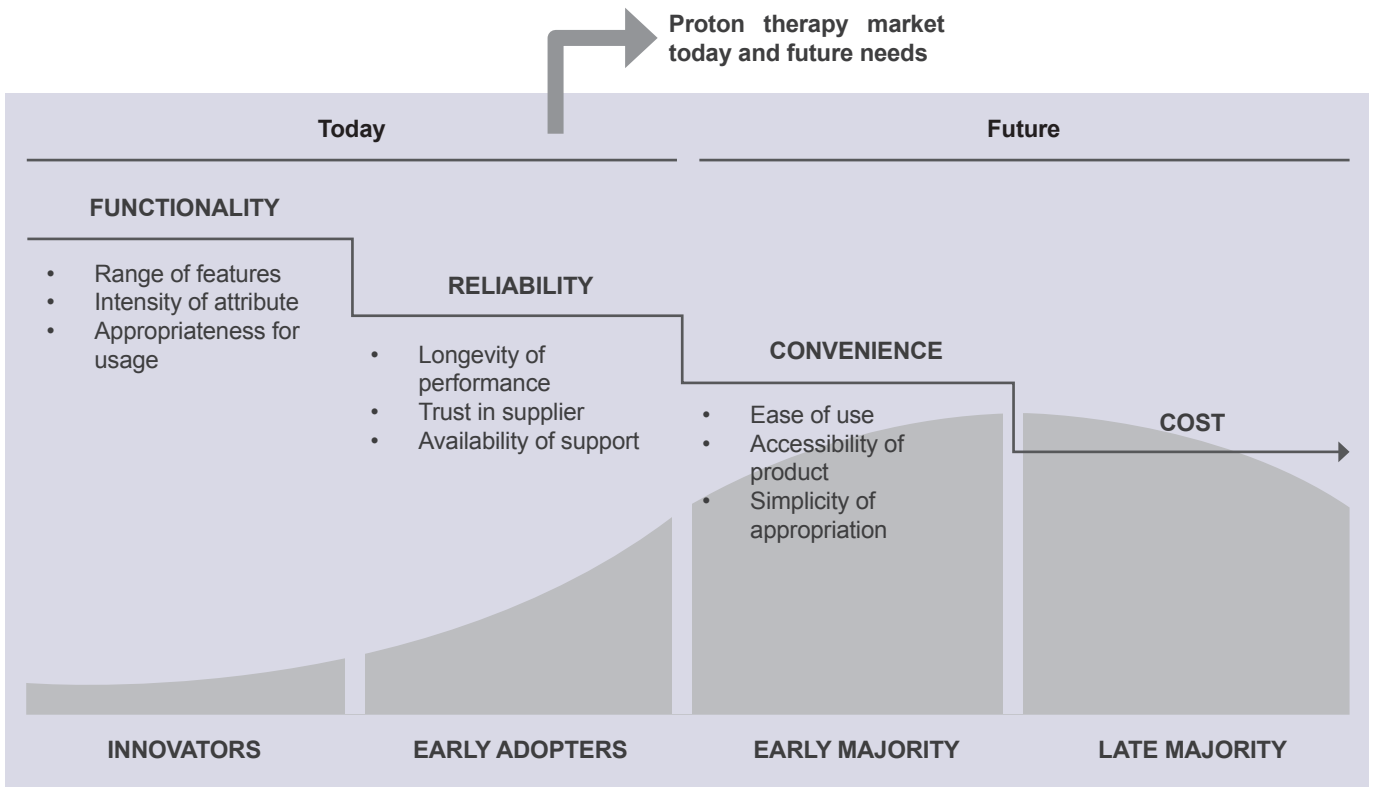 Proton therapy market
today and future needs
Today
Future
FUNCTIONALITY
• Range of features
• Intensity of attribute
• Appropriateness for
usage
RELIABILITY
• Longevity of
performance
• Trust in supplier
• Availability of support
CONVENIENCE
• Ease of use
• Accessibility of
product
• Simplicity of
appropriation
COST
INNOVATORS
EARLY ADOPTERS
EARLY MAJORITY
LATE MAJORITY